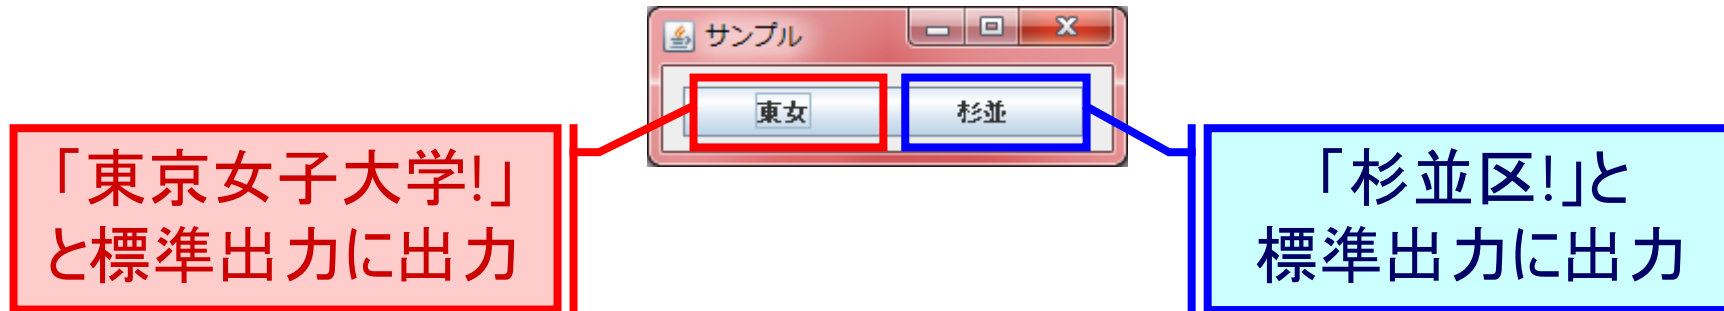 サンプル
東女
杉並
「東京女子大学!」
と標準出力に出力
「杉並区!」と
標準出力に出力